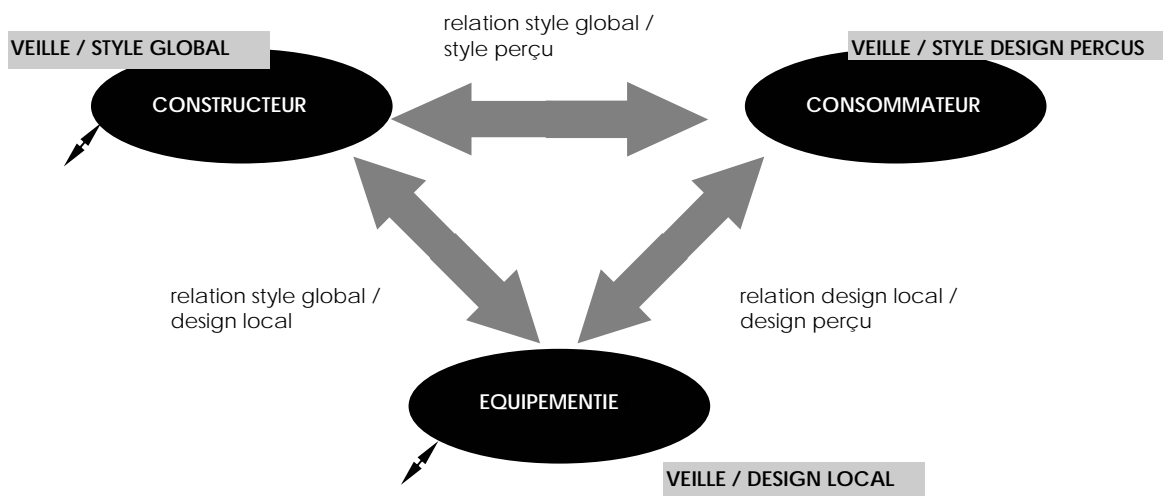 relation style global /
style perçu
VEILLE / STYLE GLOBAL
VEILLE / STYLE DESIGN PERCUS
CONSTRUCTEUR
CONSOMMATEUR
relation style global /
design local
relation design local /
design perçu
EQUIPEMENTIE
VEILLE / DESIGN LOCAL